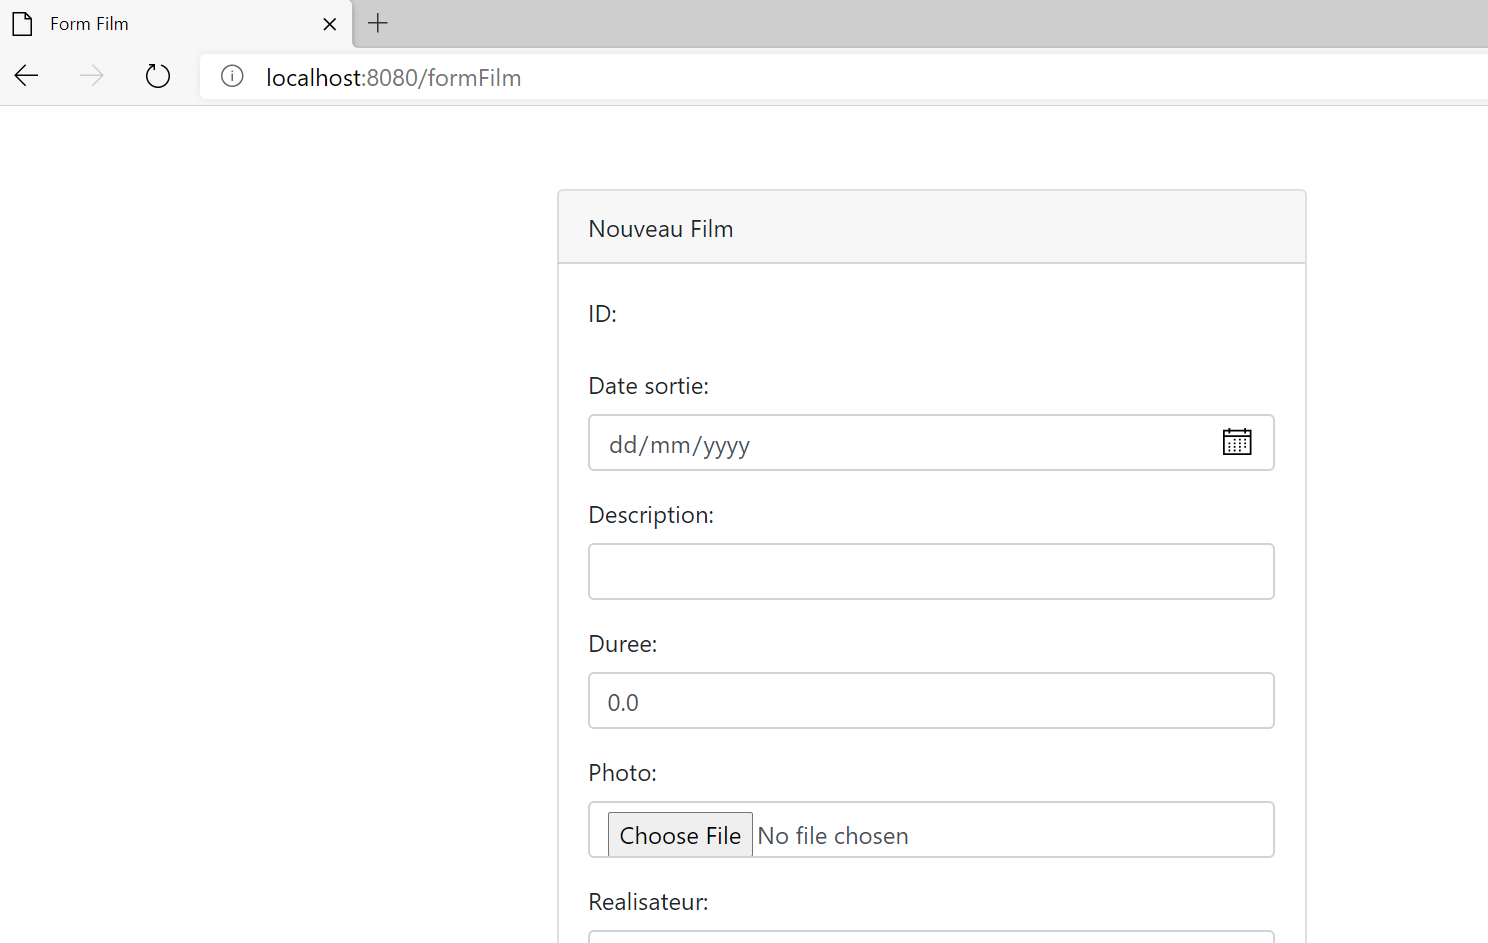 Form Film
localhost:8080/formFilm
Nouveau Film
ID:
Date sortie:
dd/mm/yyyy
Description:
Duree:
0.0
Photo:
Choose File No file chosen
Realisateur: